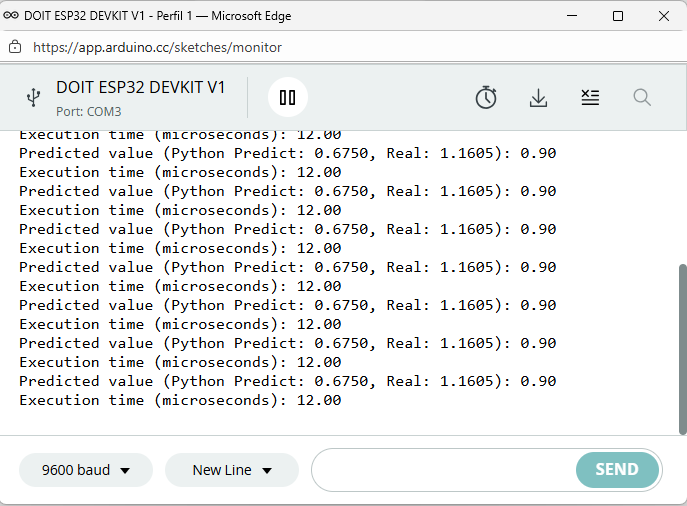 DOIT ESP32 DEVKIT V1 - Perfil 1 — Microsoft Edge
https://app.arduino.cc/sketches/monitor
DOIT ESP32 DEVKIT V1
Port: COM3
Execution time (microseconds): 12.00
Predicted value (Python Predict: 0.6750, Real: 1.1605): 0.90
Execution time (microseconds): 12.00
Predicted value (Python Predict: 0.6750, Real: 1.1605): 0.90
Execution time (microseconds): 12.00
Predicted value (Python Predict: 0.6750, Real: 1.1605): 0.90
Execution time (microseconds): 12.00
Predicted value (Python Predict: 0.6750, Real: 1.1605): 0.90
Execution time (microseconds): 12.00
Predicted value (Python Predict: 0.6750, Real: 1.1605): 0.90
Execution time (microseconds): 12.00
Predicted value (Python Predict: 0.6750, Real: 1.1605): 0.90
Execution time (microseconds): 12.00
Predicted value (Python Predict: 0.6750, Real: 1.1605): 0.90
Execution time (microseconds): 12.00
9600 baud New Line SEND